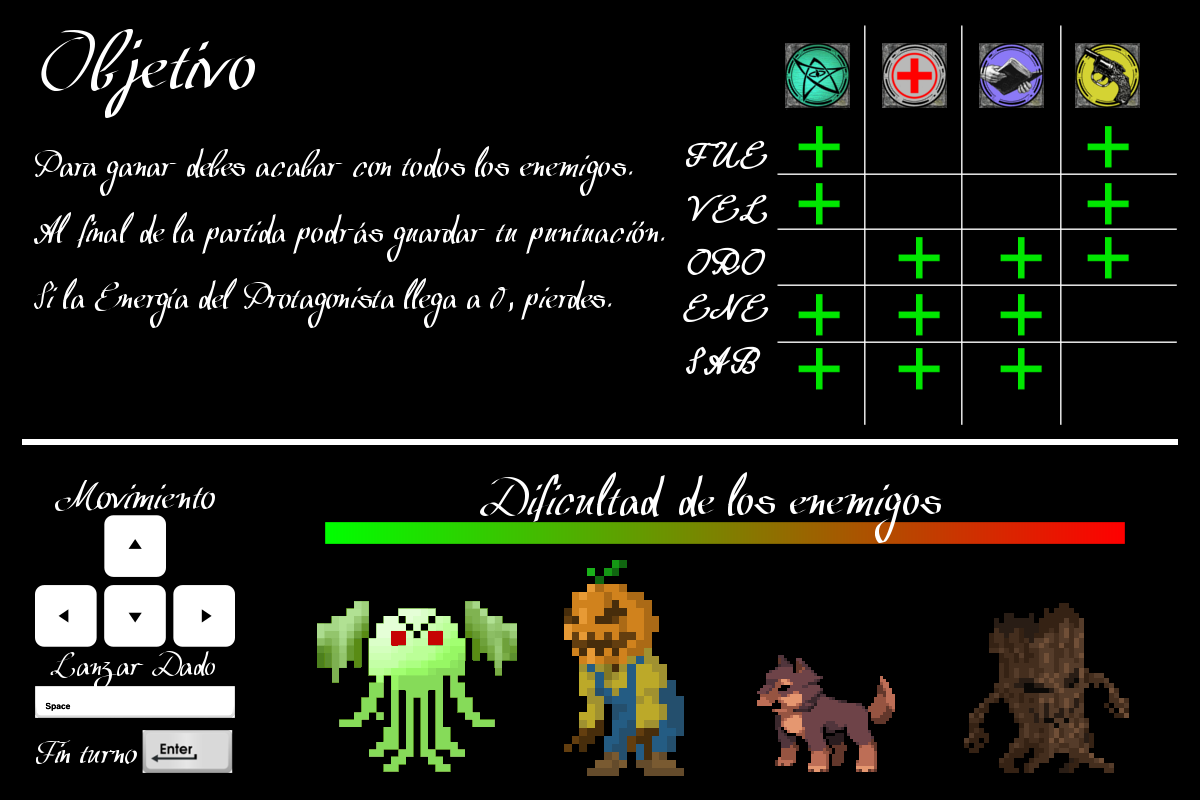 Objetivo
Para ganar debes acabar con todos los enemigos.
Al final de la partida podrás guardar tu puntuación.
Si la Energía del Protagonista llega a 0, pierdes.
FUE
VEL
ORO
ENE
SAB
Movimiento
Lanzar Dado
Space
Fin turno
Enter
Dificultad de los enemigos